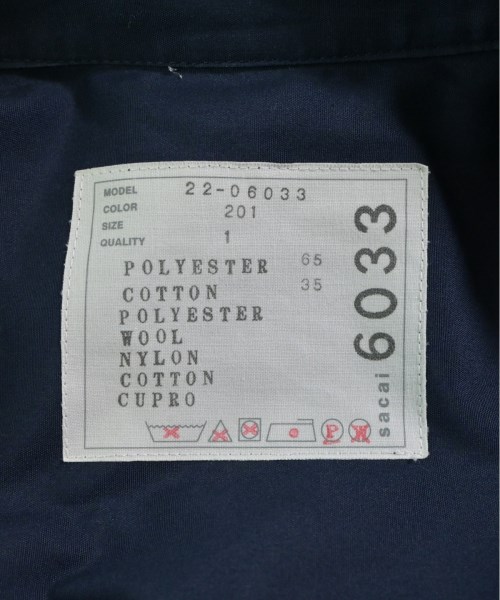 MODEL 22-06033
COLOR 201
SIZE 1
QUALITY
POLYESTER 65
COTTON 35
POLYESTER
WOOL
NYLON
COTTON
CUPRO
P W
sacai 6033